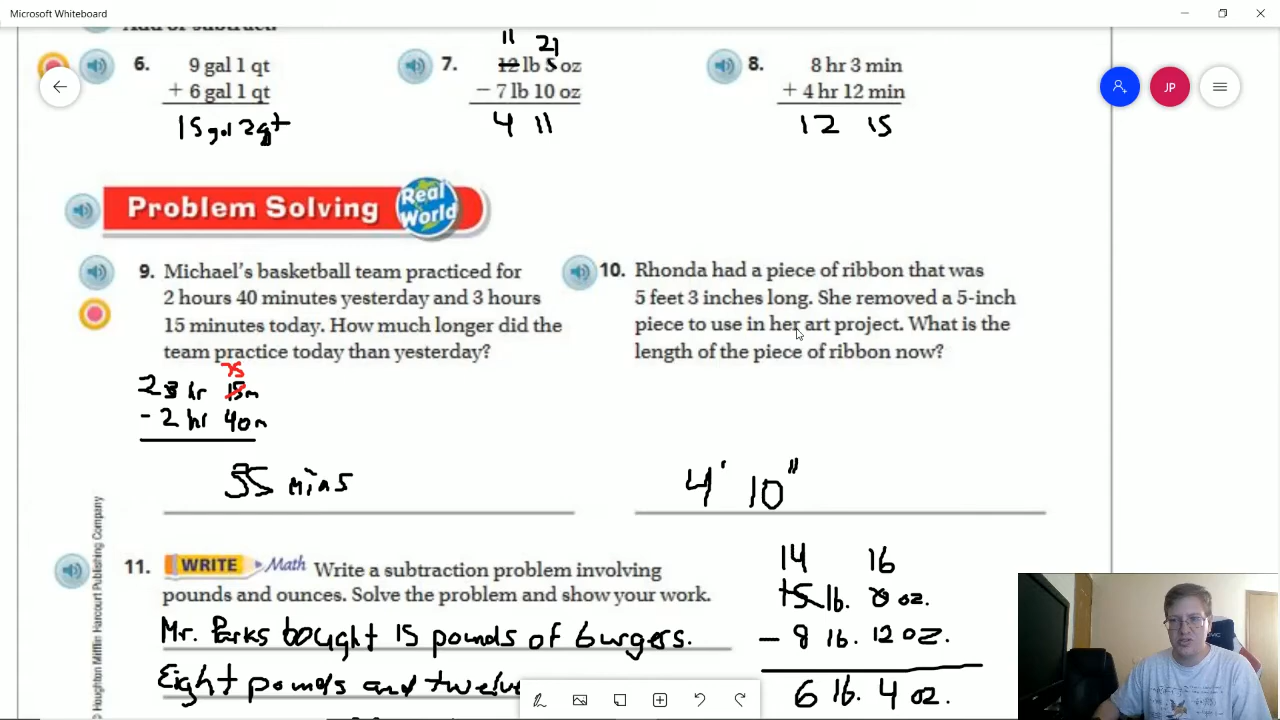 Microsoft Whiteboard
Add or subtract.
6. 9 gal 1 qt
+ 6 gal 1 qt
15 gal 2 qt
7. 11 21
12 lb 5 oz
− 7 lb 10 oz
4 11
8. 8 hr 3 min
+ 4 hr 12 min
12 15
JP
Problem Solving
Real World
9. Michael's basketball team practiced for
2 hours 40 minutes yesterday and 3 hours
15 minutes today. How much longer did the
team practice today than yesterday?
75
2 3 hr 15m
- 2 hr 40m
55 mins
10. Rhonda had a piece of ribbon that was
5 feet 3 inches long. She removed a 5-inch
piece to use in her art project. What is the
length of the piece of ribbon now?
4' 10"
11. WRITE Math Write a subtraction problem involving
pounds and ounces. Solve the problem and show your work.
Mr. Parks bought 15 pounds of burgers.
Eight pounds and twelve
14 16
15 lb. 0 oz.
- 8 lb. 12 oz.
6 lb. 4 oz.
© Houghton Mifflin Harcourt Publishing Company